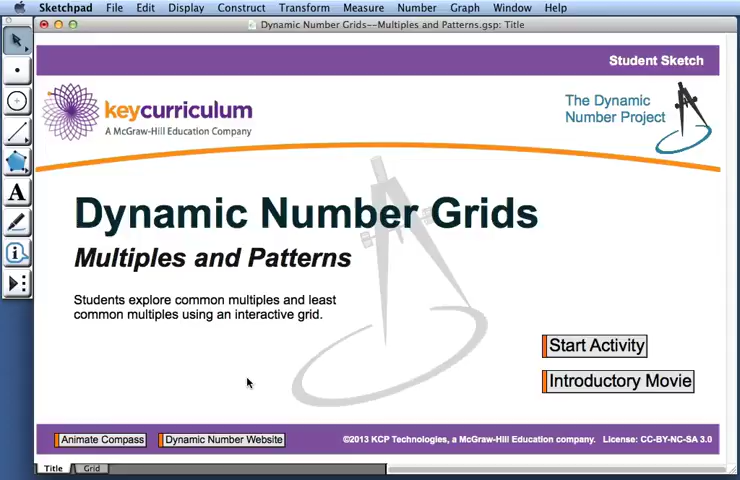 Sketchpad File Edit Display Construct Transform Measure Number Graph Window Help
Dynamic Number Grids--Multiples and Patterns.gsp: Title
Student Sketch
keycurriculum
A McGraw-Hill Education Company
The Dynamic
Number Project
Dynamic Number Grids
Multiples and Patterns
Students explore common multiples and least
common multiples using an interactive grid.
Start Activity
Introductory Movie
Animate Compass
Dynamic Number Website
©2013 KCP Technologies, a McGraw-Hill Education company. License: CC-BY-NC-SA 3.0
Title Grid
A